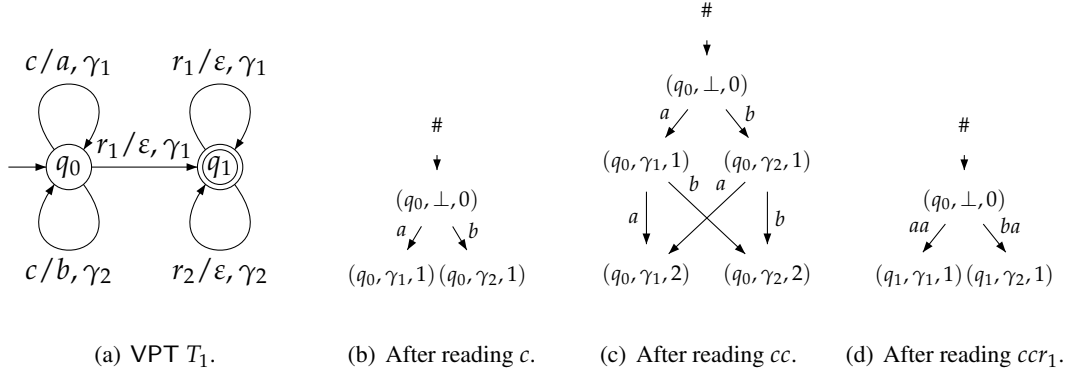 c/a, γ₁ r₁/ε, γ₁
q₀ r₁/ε, γ₁ q₁
c/b, γ₂ r₂/ε, γ₂
(a) VPT T₁.
#
(q₀, ⊥, 0)
a b
(q₀, γ₁, 1) (q₀, γ₂, 1)
(b) After reading c.
#
(q₀, ⊥, 0)
a b
(q₀, γ₁, 1) (q₀, γ₂, 1)
a b a b
(q₀, γ₁, 2) (q₀, γ₂, 2)
(c) After reading cc.
#
(q₀, ⊥, 0)
aa ba
(q₁, γ₁, 1) (q₁, γ₂, 1)
(d) After reading ccr₁.